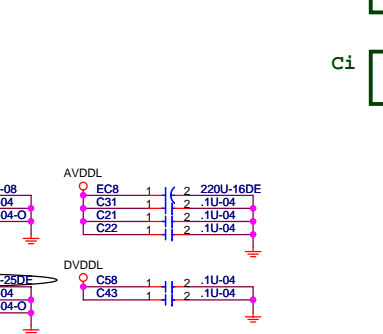 Ci
AVDDL
-08 EC8 1 2 220U-16DE
04 C31 1 2 .1U-04
04-O C21 1 2 .1U-04
C22 1 2 .1U-04
DVDDL
-25DE C58 1 2 .1U-04
04 C43 1 2 .1U-04
04-O